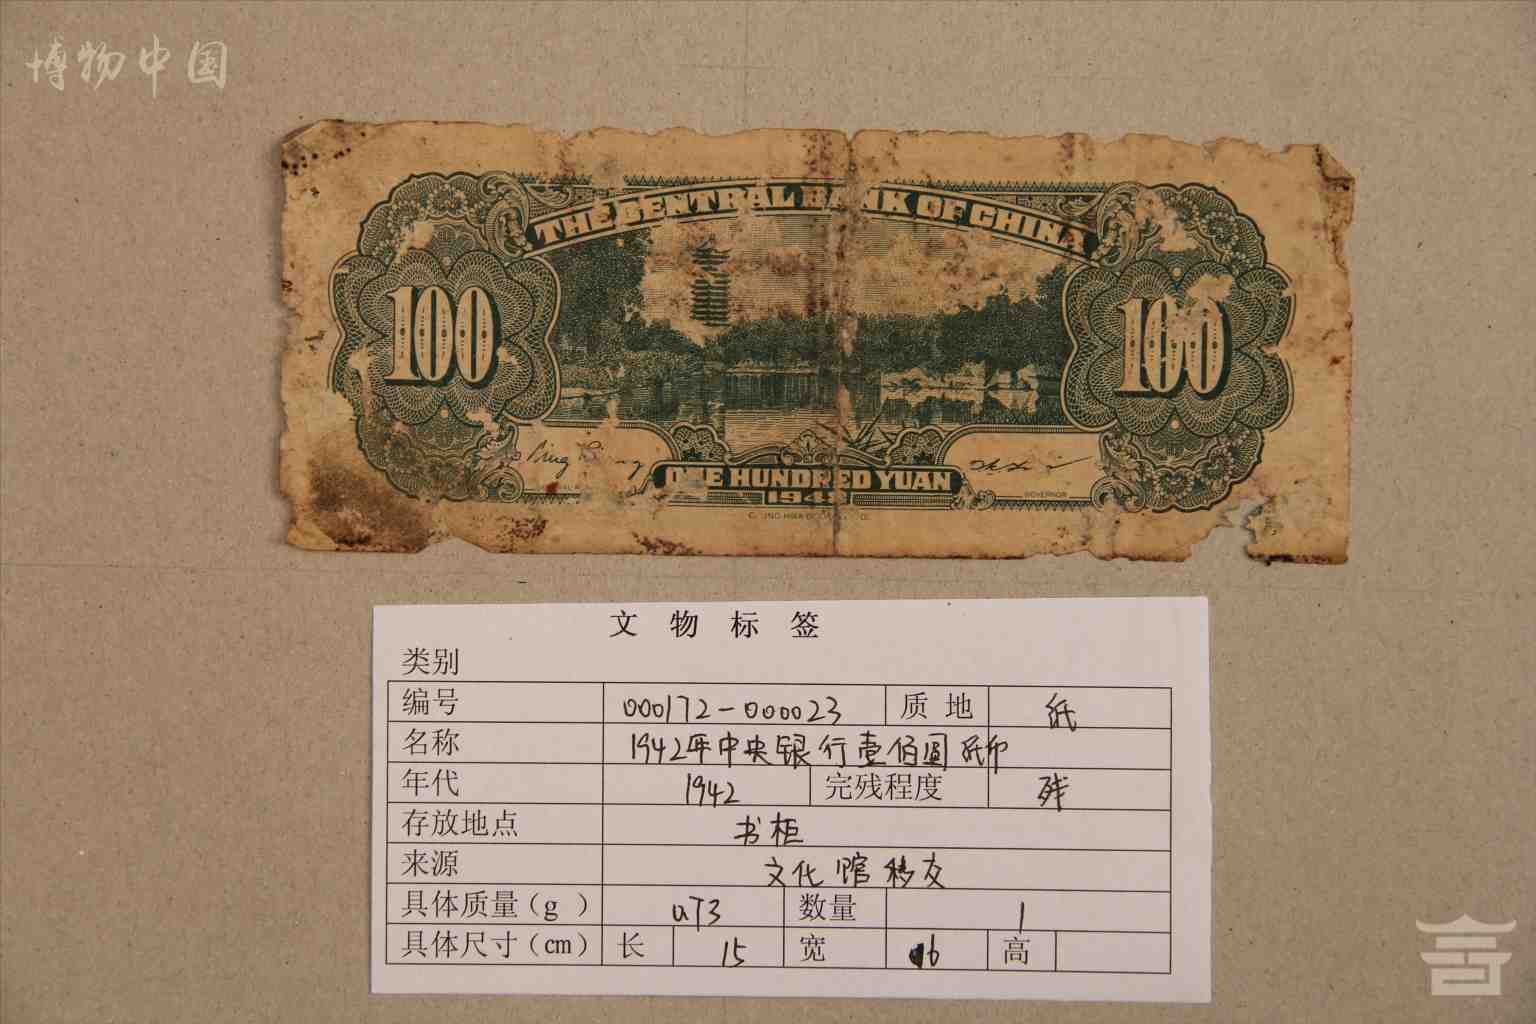 博物中国
THE CENTRAL BANK OF CHINA
100
100
ONE HUNDRED YUAN
GOVERNOR
文物标签
类别
编号 000172-000023 质地 纸
名称 1942年中央银行壹佰圆纸币
年代 1942 完残程度 残
存放地点 书柜
来源 文化馆移交
具体质量(g ) 数量 1
具体尺寸(cm) 长 15 宽 6 高